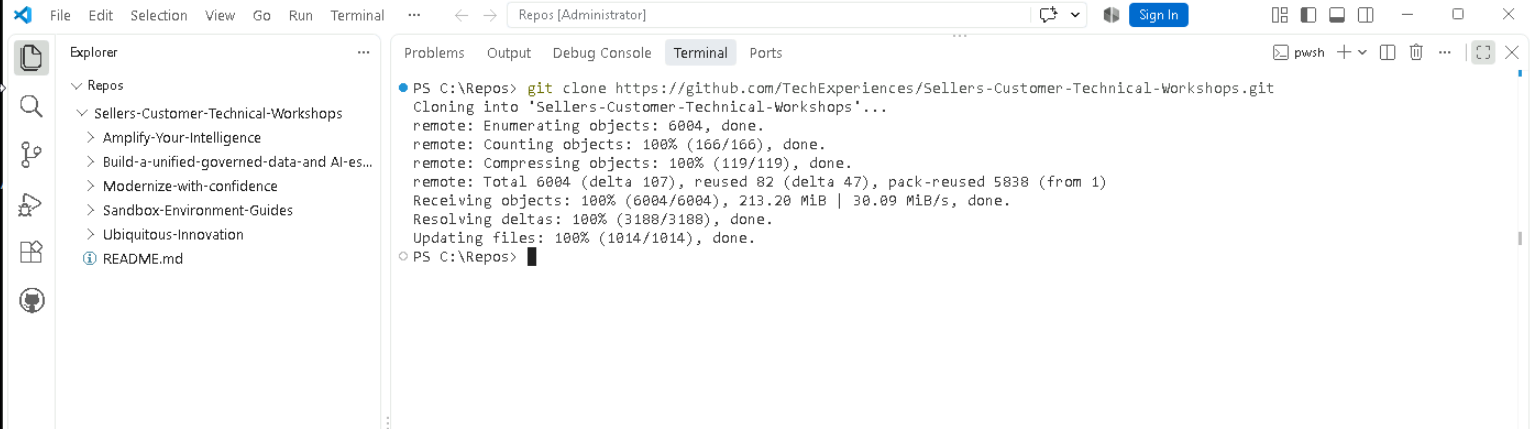 File Edit Selection View Go Run Terminal ··· Repos [Administrator] Sign In
Explorer ···
Problems Output Debug Console Terminal Ports pwsh ···
Repos
Sellers-Customer-Technical-Workshops
Amplify-Your-Intelligence
Build-a-unified-governed-data-and AI-es...
Modernize-with-confidence
Sandbox-Environment-Guides
Ubiquitous-Innovation
README.md
PS C:\Repos> git clone https://github.com/TechExperiences/Sellers-Customer-Technical-Workshops.git
Cloning into 'Sellers-Customer-Technical-Workshops'...
remote: Enumerating objects: 6004, done.
remote: Counting objects: 100% (166/166), done.
remote: Compressing objects: 100% (119/119), done.
remote: Total 6004 (delta 107), reused 82 (delta 47), pack-reused 5838 (from 1)
Receiving objects: 100% (6004/6004), 213.20 MiB | 30.09 MiB/s, done.
Resolving deltas: 100% (3188/3188), done.
Updating files: 100% (1014/1014), done.
PS C:\Repos>